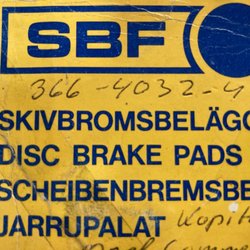 SBF
366-4032-4
SKIVBROMSBELÄGG
DISC BRAKE PADS
SCHEIBENBREMSBE
JARRUPALAT